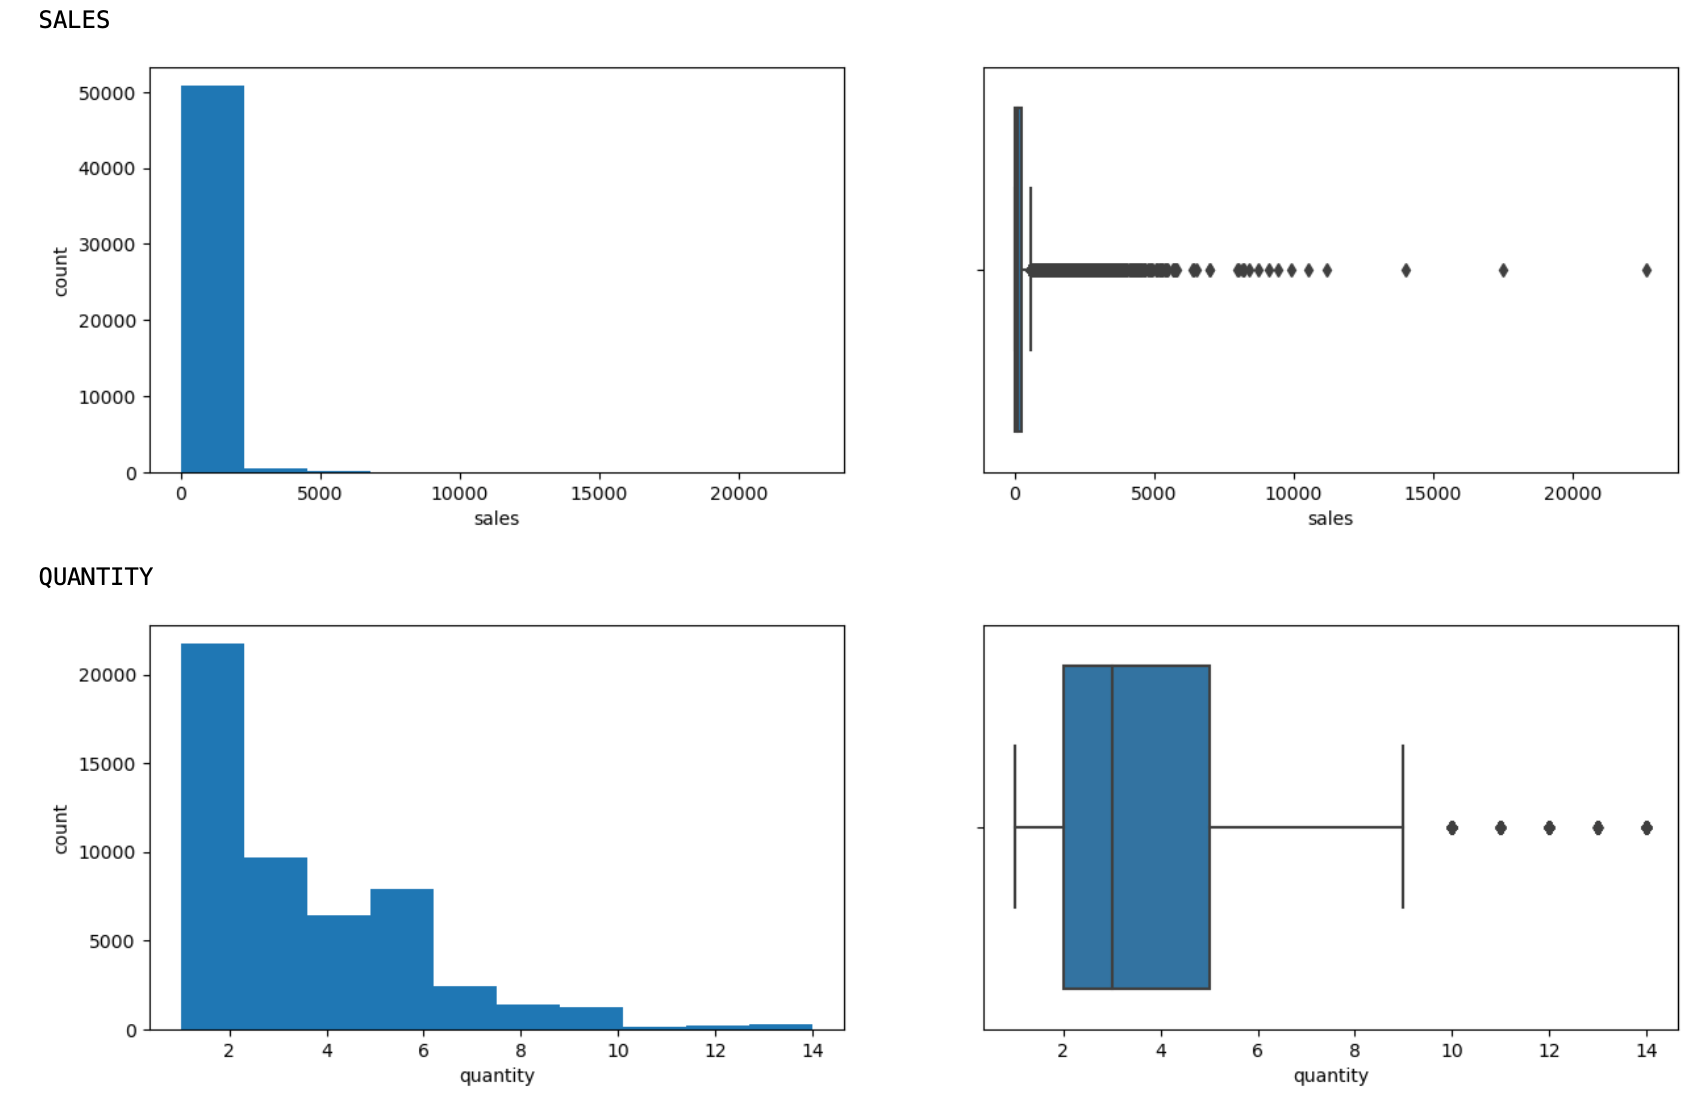 SALES
50000
40000
30000
20000
10000
0
count
0 5000 10000 15000 20000
sales
0 5000 10000 15000 20000
sales
QUANTITY
20000
15000
10000
5000
0
count
2 4 6 8 10 12 14
quantity
2 4 6 8 10 12 14
quantity